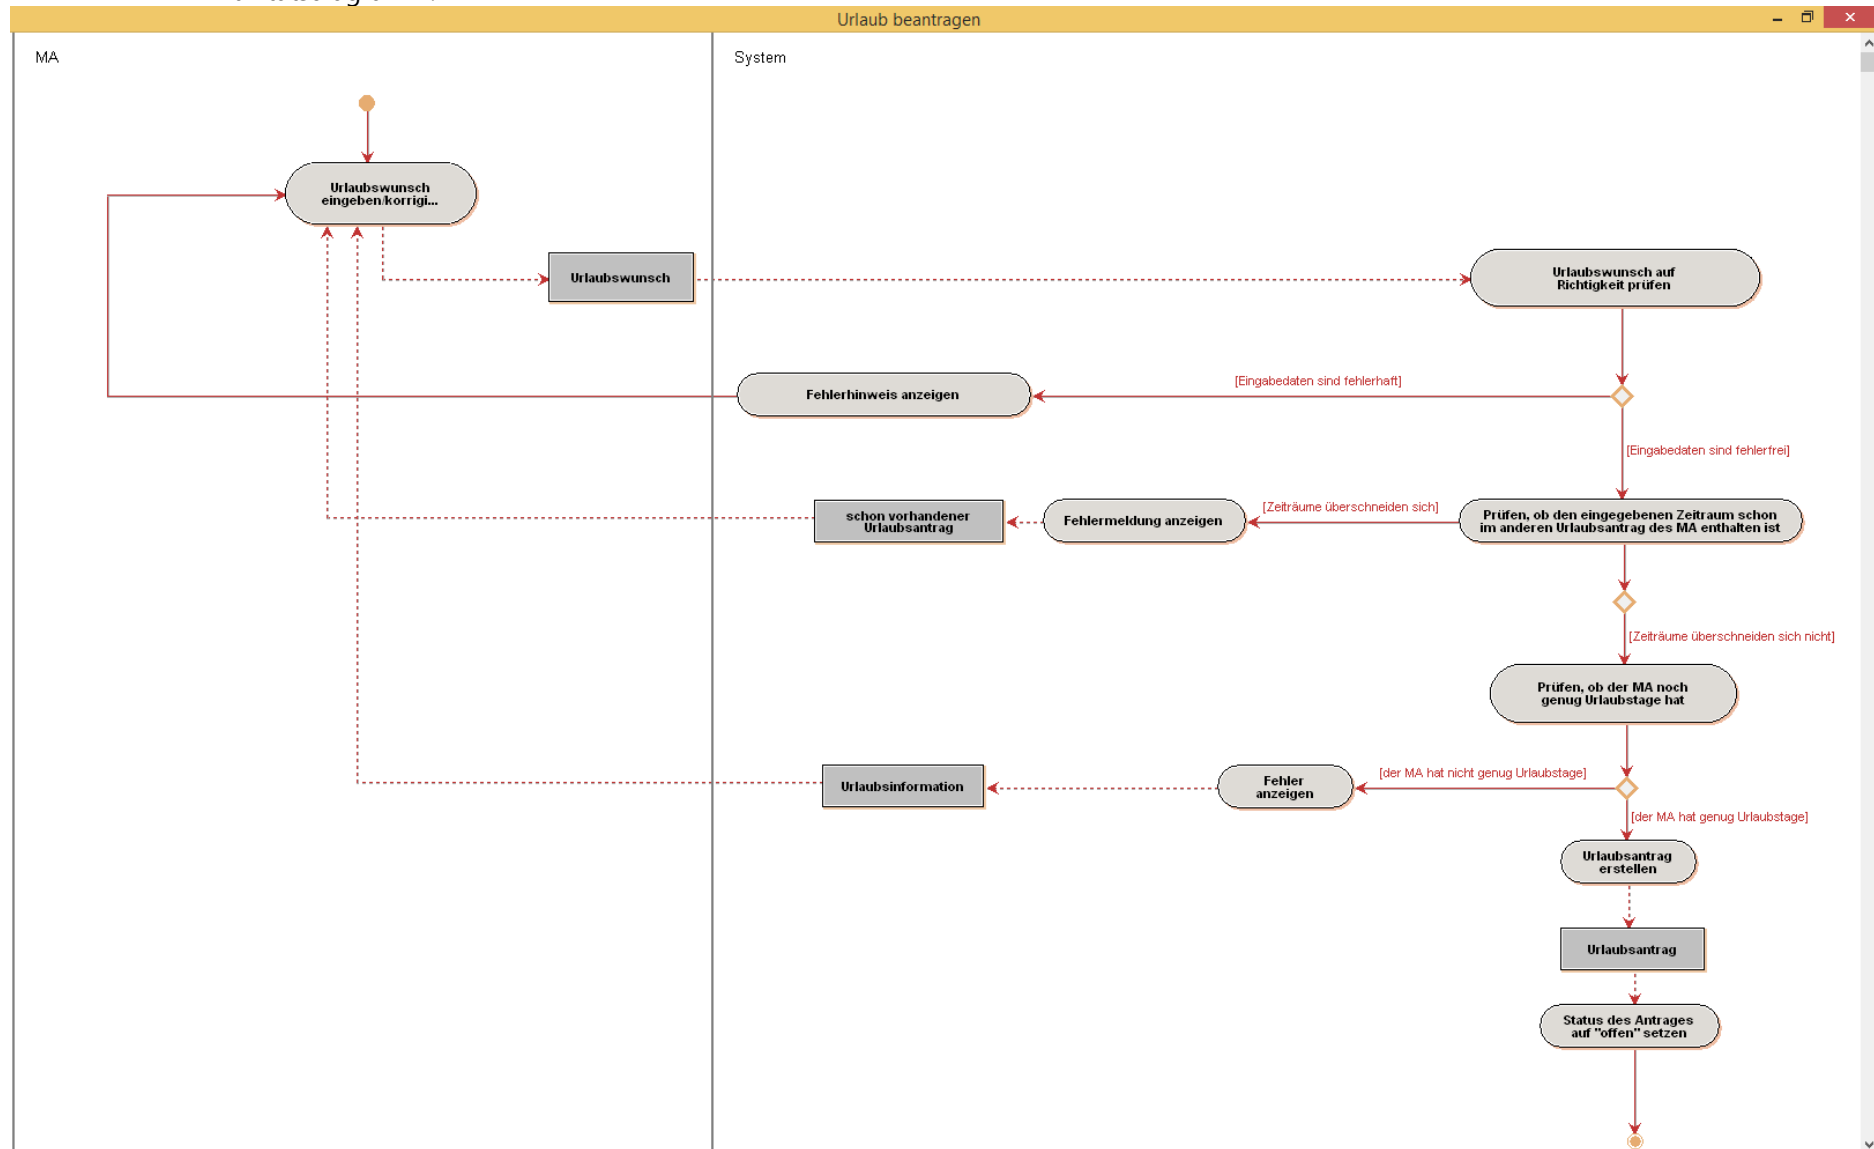 Urlaub beantragen
MA
System
Urlaubswunsch
eingeben/korrigi...
Urlaubswunsch
Urlaubswunsch auf
Richtigkeit prüfen
[Eingabedaten sind fehlerhaft]
Fehlerhinweis anzeigen
[Eingabedaten sind fehlerfrei]
schon vorhandener
Urlaubsantrag
Fehlermeldung anzeigen
[Zeiträume überschneiden sich]
Prüfen, ob den eingegebenen Zeitraum schon
im anderen Urlaubsantrag des MA enthalten ist
[Zeiträume überschneiden sich nicht]
Prüfen, ob der MA noch
genug Urlaubstage hat
Urlaubsinformation
Fehler
anzeigen
[der MA hat nicht genug Urlaubstage]
[der MA hat genug Urlaubstage]
Urlaubsantrag
erstellen
Urlaubsantrag
Status des Antrages
auf "offen" setzen